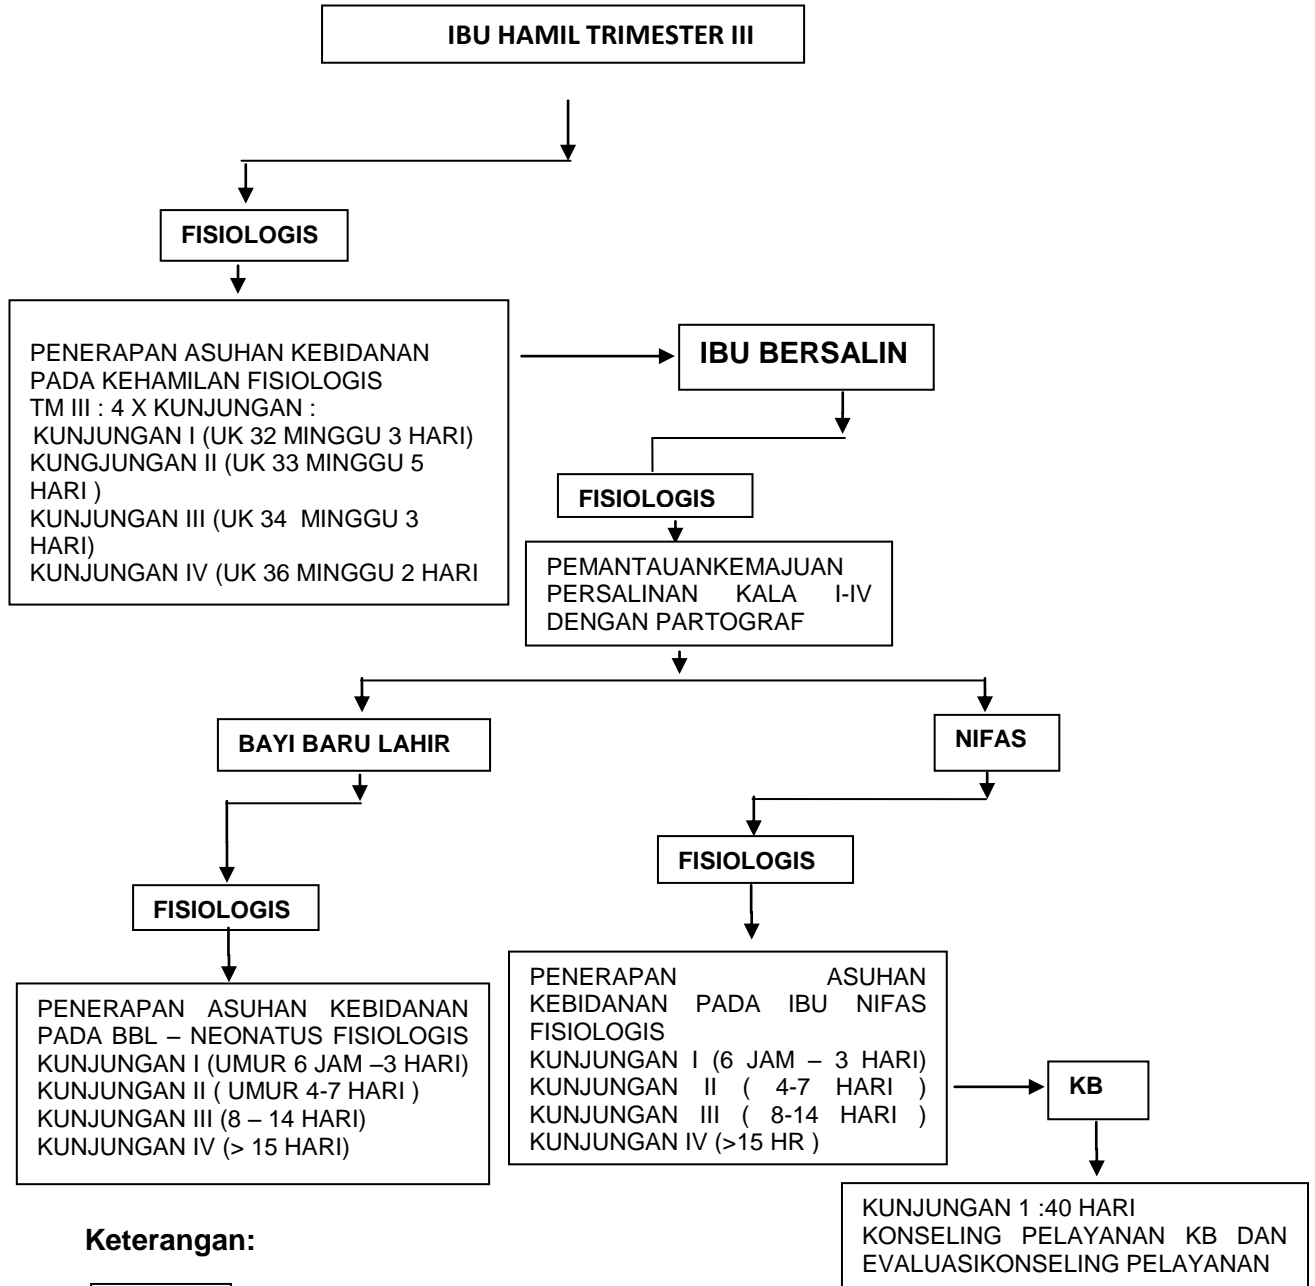 IBU HAMIL TRIMESTER III
FISIOLOGIS
PENERAPAN ASUHAN KEBIDANAN
PADA KEHAMILAN FISIOLOGIS
TM III : 4 X KUNJUNGAN :
KUNJUNGAN I (UK 32 MINGGU 3 HARI)
KUNGJUNGAN II (UK 33 MINGGU 5
HARI )
KUNJUNGAN III (UK 34 MINGGU 3
HARI)
KUNJUNGAN IV (UK 36 MINGGU 2 HARI
IBU BERSALIN
FISIOLOGIS
PEMANTAUANKEMAJUAN
PERSALINAN KALA I-IV
DENGAN PARTOGRAF
BAYI BARU LAHIR
NIFAS
FISIOLOGIS
FISIOLOGIS
PENERAPAN ASUHAN KEBIDANAN
PADA BBL – NEONATUS FISIOLOGIS
KUNJUNGAN I (UMUR 6 JAM –3 HARI)
KUNJUNGAN II ( UMUR 4-7 HARI )
KUNJUNGAN III (8 – 14 HARI)
KUNJUNGAN IV (> 15 HARI)
PENERAPAN ASUHAN
KEBIDANAN PADA IBU NIFAS
FISIOLOGIS
KUNJUNGAN I (6 JAM – 3 HARI)
KUNJUNGAN II ( 4-7 HARI )
KUNJUNGAN III ( 8-14 HARI )
KUNJUNGAN IV (>15 HR )
KB
KUNJUNGAN 1 :40 HARI
KONSELING PELAYANAN KB DAN
EVALUASIKONSELING PELAYANAN
Keterangan: